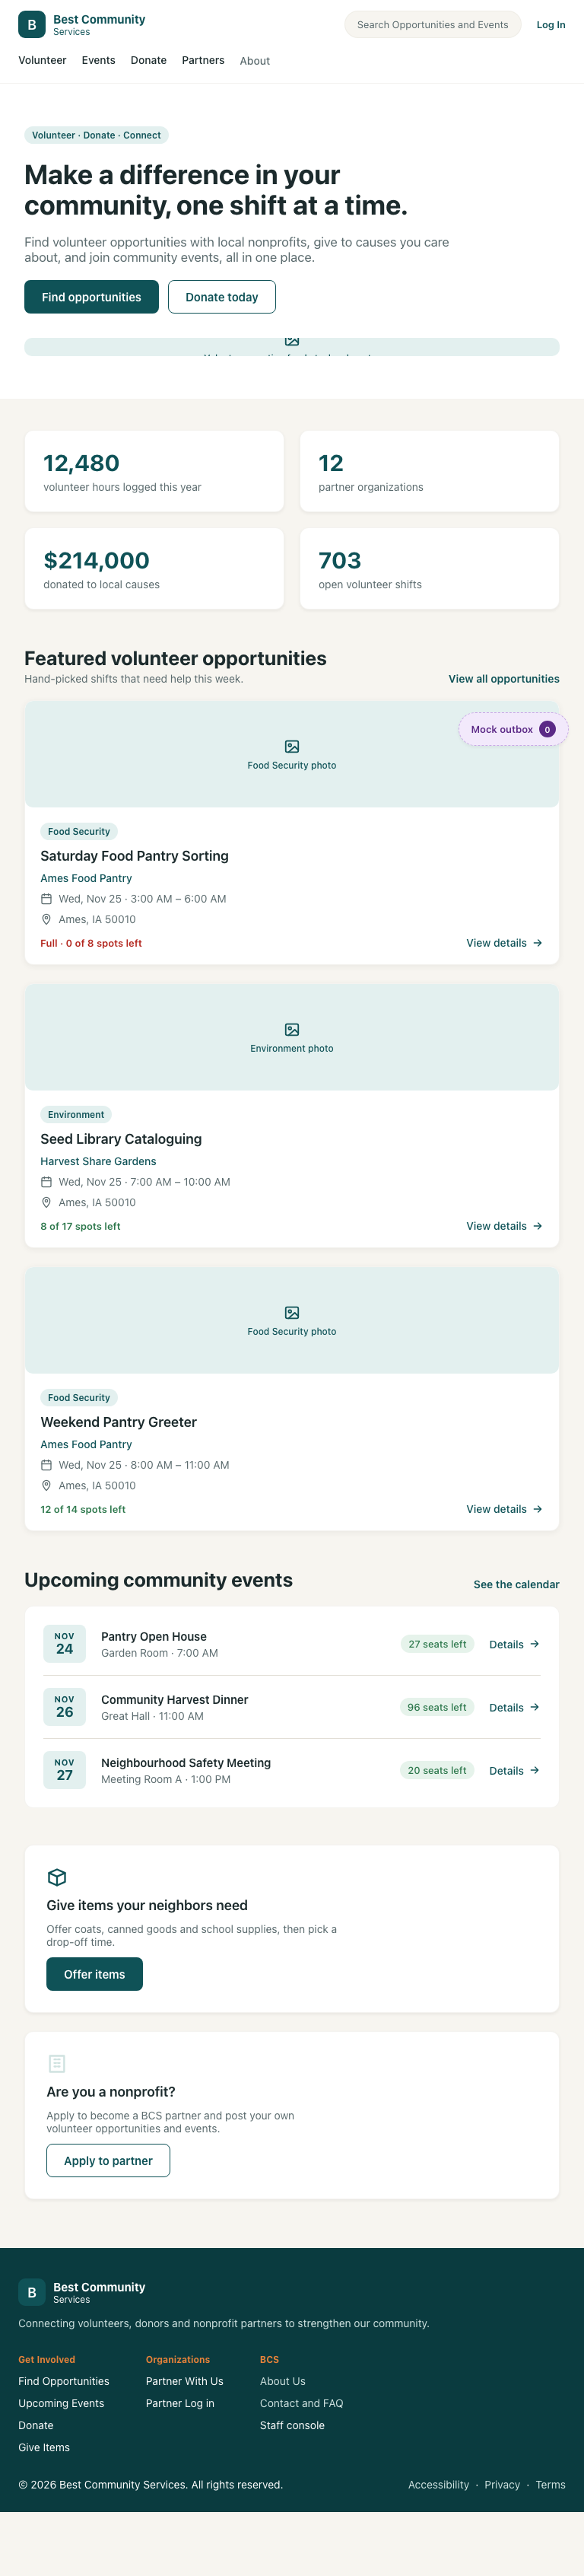 B
Best Community
Services
Search Opportunities and Events
Log In
Volunteer
Events
Donate
Partners
About
Volunteer · Donate · Connect
Make a difference in your
community, one shift at a time.
Find volunteer opportunities with local nonprofits, give to causes you care
about, and join community events, all in one place.
Find opportunities
Donate today
12,480
volunteer hours logged this year
12
partner organizations
$214,000
donated to local causes
703
open volunteer shifts
Featured volunteer opportunities
Hand-picked shifts that need help this week.
View all opportunities
Mock outbox 0
Food Security photo
Food Security
Saturday Food Pantry Sorting
Ames Food Pantry
Wed, Nov 25 · 3:00 AM – 6:00 AM
Ames, IA 50010
Full · 0 of 8 spots left
View details →
Environment photo
Environment
Seed Library Cataloguing
Harvest Share Gardens
Wed, Nov 25 · 7:00 AM – 10:00 AM
Ames, IA 50010
8 of 17 spots left
View details →
Food Security photo
Food Security
Weekend Pantry Greeter
Ames Food Pantry
Wed, Nov 25 · 8:00 AM – 11:00 AM
Ames, IA 50010
12 of 14 spots left
View details →
Upcoming community events
See the calendar
NOV
24
Pantry Open House
Garden Room · 7:00 AM
27 seats left
Details →
NOV
26
Community Harvest Dinner
Great Hall · 11:00 AM
96 seats left
Details →
NOV
27
Neighbourhood Safety Meeting
Meeting Room A · 1:00 PM
20 seats left
Details →
Give items your neighbors need
Offer coats, canned goods and school supplies, then pick a
drop-off time.
Offer items
Are you a nonprofit?
Apply to become a BCS partner and post your own
volunteer opportunities and events.
Apply to partner
B
Best Community
Services
Connecting volunteers, donors and nonprofit partners to strengthen our community.
Get Involved
Find Opportunities
Upcoming Events
Donate
Give Items
Organizations
Partner With Us
Partner Log in
BCS
About Us
Contact and FAQ
Staff console
© 2026 Best Community Services. All rights reserved.
Accessibility · Privacy · Terms